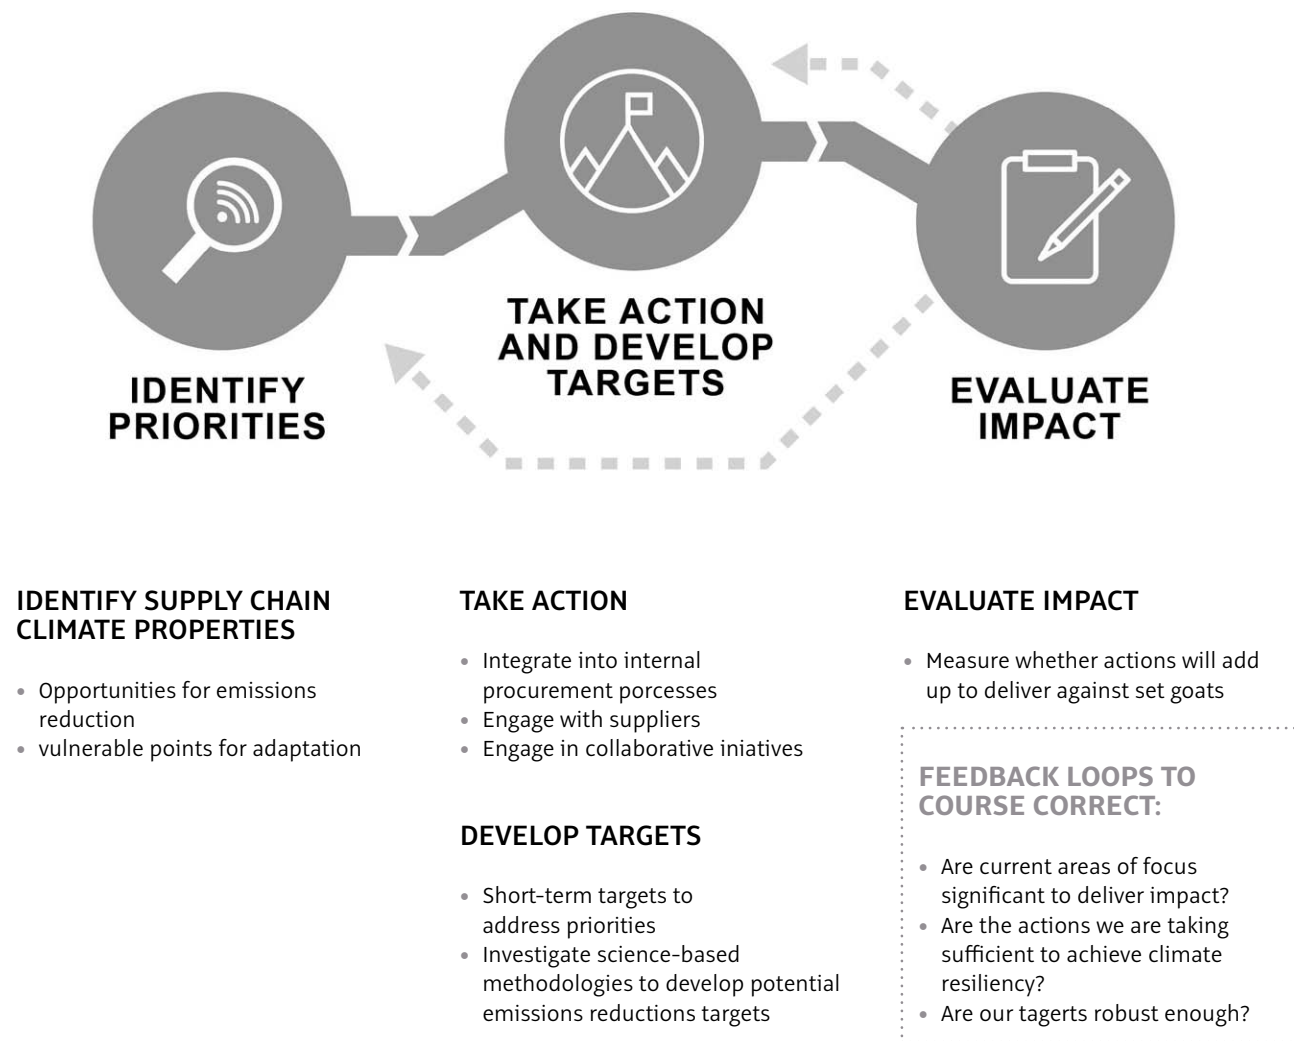 TAKE ACTION
AND DEVELOP
TARGETS
IDENTIFY
PRIORITIES
EVALUATE
IMPACT
IDENTIFY SUPPLY CHAIN
CLIMATE PROPERTIES
• Opportunities for emissions
reduction
• vulnerable points for adaptation
TAKE ACTION
• Integrate into internal
procurement porcesses
• Engage with suppliers
• Engage in collaborative iniatives
DEVELOP TARGETS
• Short-term targets to
address priorities
• Investigate science-based
methodologies to develop potential
emissions reductions targets
EVALUATE IMPACT
• Measure whether actions will add
up to deliver against set goats
FEEDBACK LOOPS TO
COURSE CORRECT:
• Are current areas of focus
significant to deliver impact?
• Are the actions we are taking
sufficient to achieve climate
resiliency?
• Are our tagerts robust enough?